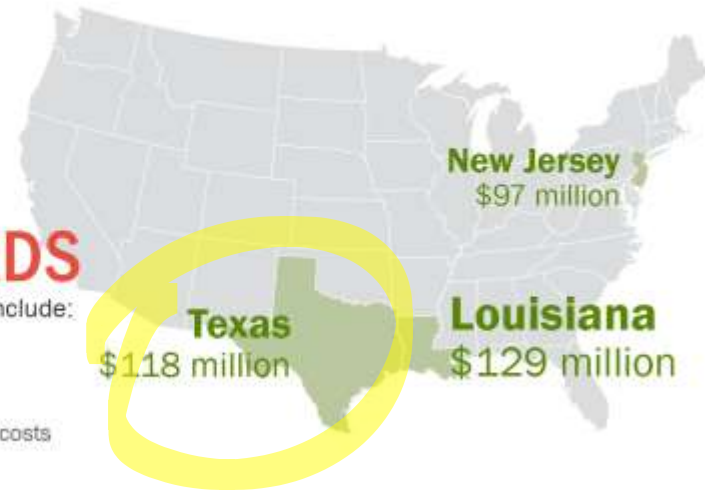 New Jersey
$97 million
DS
nclude:
Texas
$118 million
Louisiana
$129 million
costs